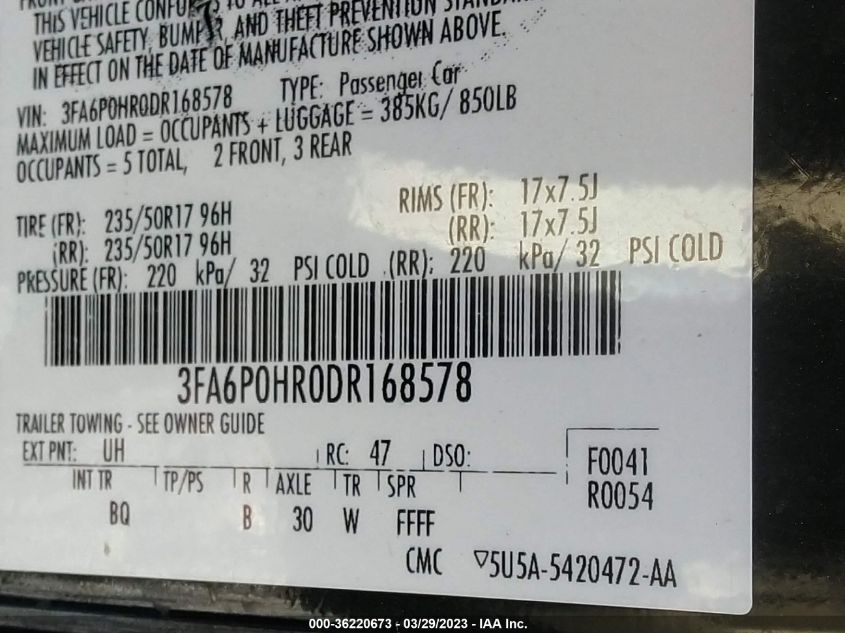 THIS VEHICLE CONFORMS TO ALL
VEHICLE SAFETY, BUMPER, AND THEFT PREVENTION STANDARDS
IN EFFECT ON THE DATE OF MANUFACTURE SHOWN ABOVE.
VIN: 3FA6P0HR0DR168578 TYPE: Passenger Car
MAXIMUM LOAD = OCCUPANTS + LUGGAGE = 385KG/ 850LB
OCCUPANTS = 5 TOTAL, 2 FRONT, 3 REAR
TIRE (FR): 235/50R17 96H RIMS (FR): 17x7.5J
(RR): 235/50R17 96H (RR): 17x7.5J
PRESSURE (FR): 220 kPa/ 32 PSI COLD (RR): 220 kPa/ 32 PSI COLD
3FA6P0HR0DR168578
TRAILER TOWING - SEE OWNER GUIDE
EXT PNT: UH RC: 47 DSO:
F0041
INT TR TP/PS R AXLE TR SPR
R0054
BQ B 30 W FFFF
CMC ▽5U5A-5420472-AA
000-36220673 - 03/29/2023 - IAA Inc.